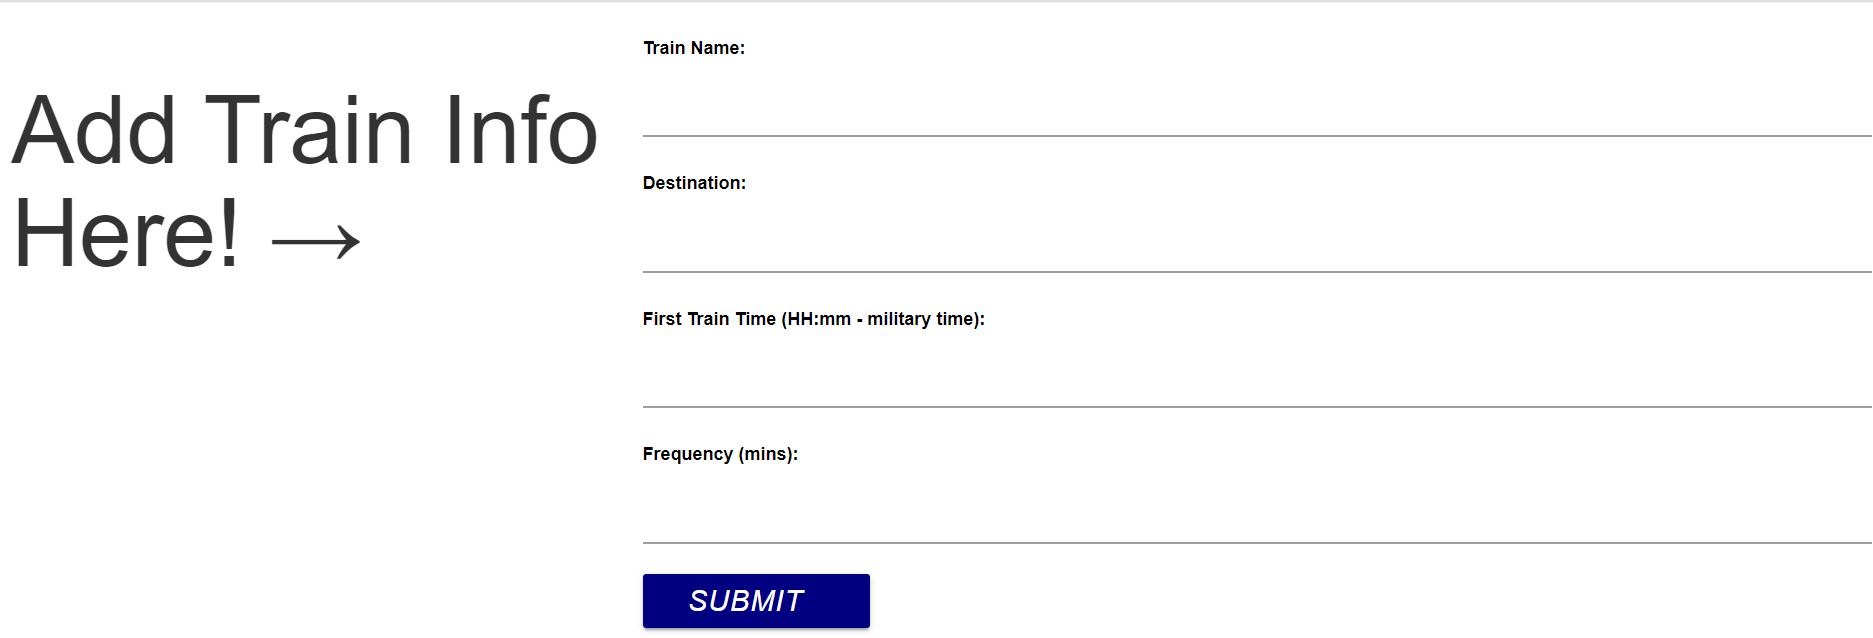 Add Train Info
Here! →
Train Name:
Destination:
First Train Time (HH:mm - military time):
Frequency (mins):
SUBMIT